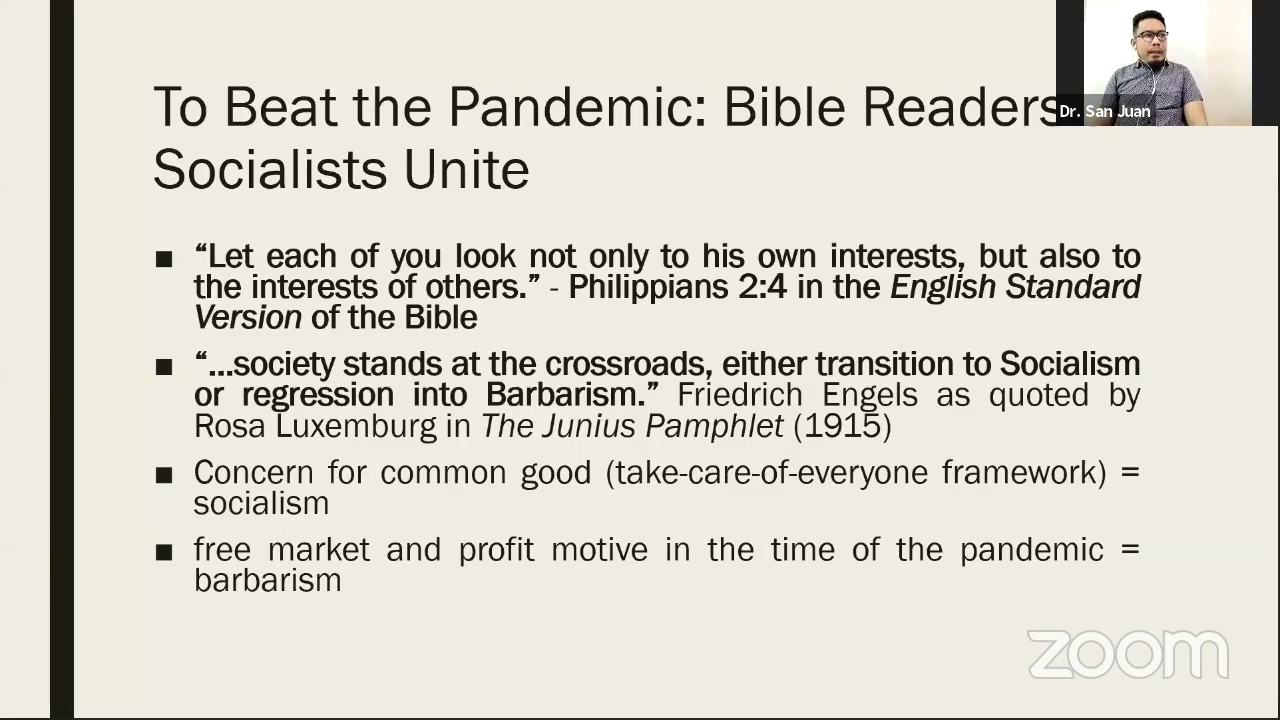 To Beat the Pandemic: Bible Readers
Dr. San Juan
Socialists Unite
■ “Let each of you look not only to his own interests, but also to
the interests of others.” - Philippians 2:4 in the English Standard
Version of the Bible
■ “...society stands at the crossroads, either transition to Socialism
or regression into Barbarism.” Friedrich Engels as quoted by
Rosa Luxemburg in The Junius Pamphlet (1915)
■ Concern for common good (take-care-of-everyone framework) =
socialism
■ free market and profit motive in the time of the pandemic =
barbarism
zoom